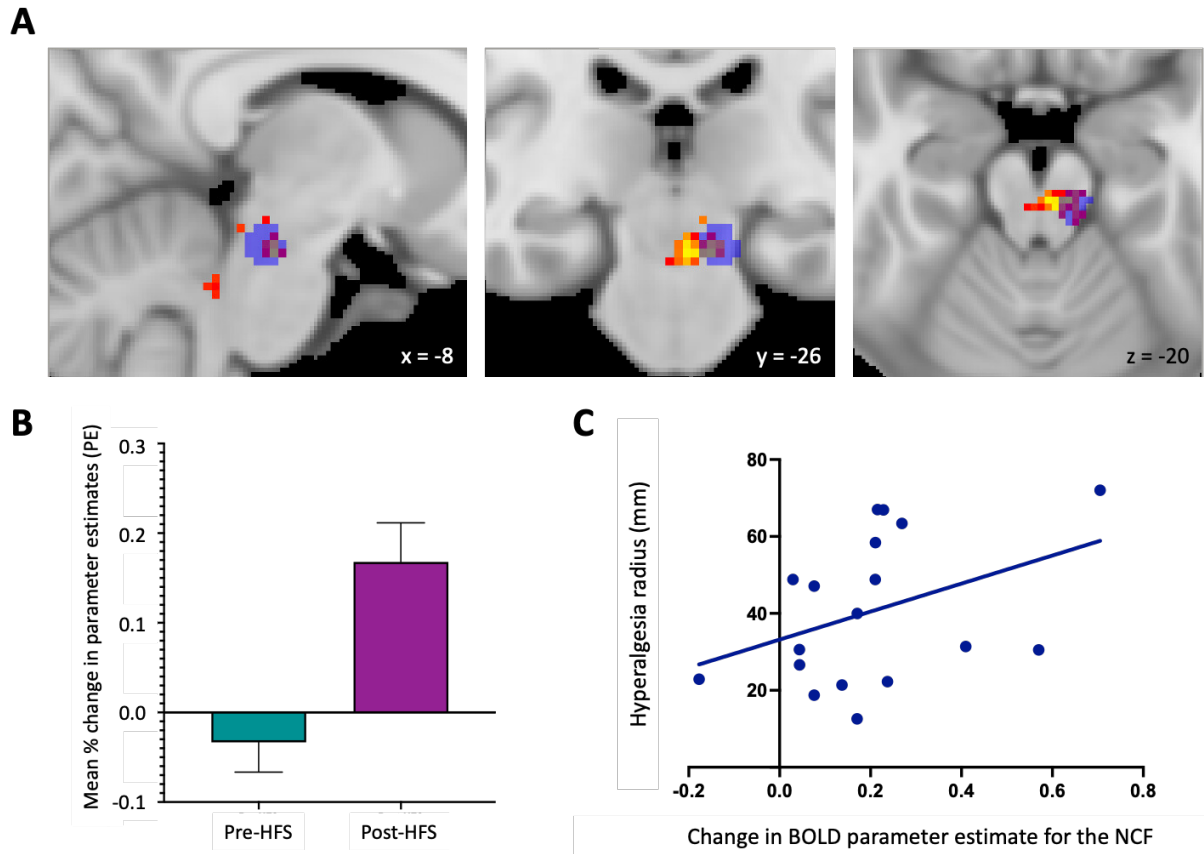 A
x = -8
y = -26
z = -20
B
Mean % change in parameter estimates (PE)
0.3
0.2
0.1
0.0
-0.1
Pre-HFS
Post-HFS
C
Hyperalgesia radius (mm)
80
60
40
20
-0.2
0.0
0.2
0.4
0.6
0.8
Change in BOLD parameter estimate for the NCF